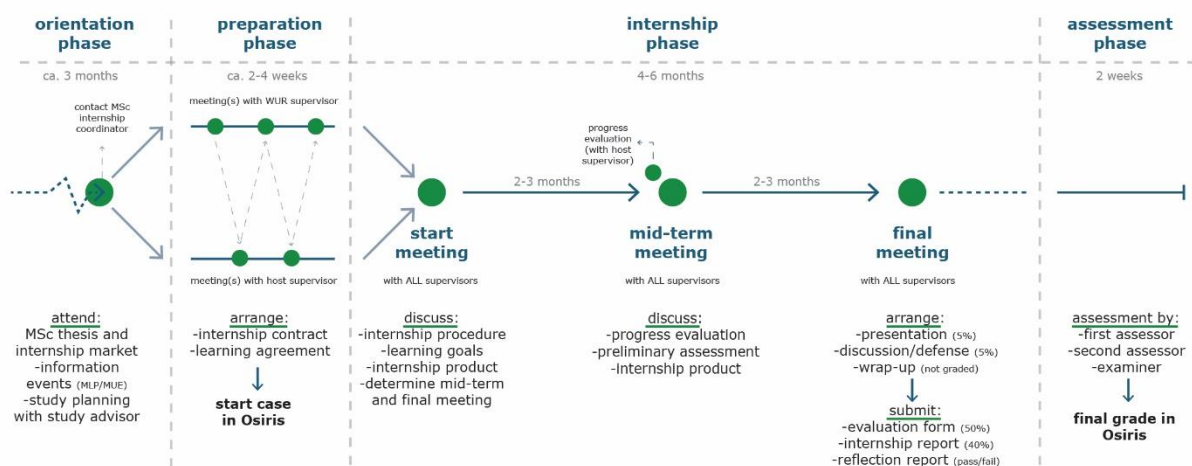 orientation
phase
ca. 3 months
contact MSc
internship
coordinator
attend:
MSc thesis and
internship market
-information
events (MLP/MUE)
-study planning
with study advisor
preparation
phase
ca. 2-4 weeks
meeting(s) with WUR supervisor
meeting(s) with host supervisor
arrange:
-internship contract
-learning agreement
start case
in Osiris
internship
phase
4-6 months
start
meeting
with ALL supervisors
discuss:
-internship procedure
-learning goals
-internship product
-determine mid-term
and final meeting
2-3 months
progress
evaluation
(with host
supervisor)
mid-term
meeting
with ALL supervisors
discuss:
-progress evaluation
-preliminary assessment
-internship product
2-3 months
final
meeting
with ALL supervisors
arrange:
-presentation (5%)
-discussion/defense (5%)
-wrap-up (not graded)
submit:
-evaluation form (50%)
-internship report (40%)
-reflection report (pass/fail)
assessment
phase
2 weeks
assessment by:
-first assessor
-second assessor
-examiner
final grade in
Osiris